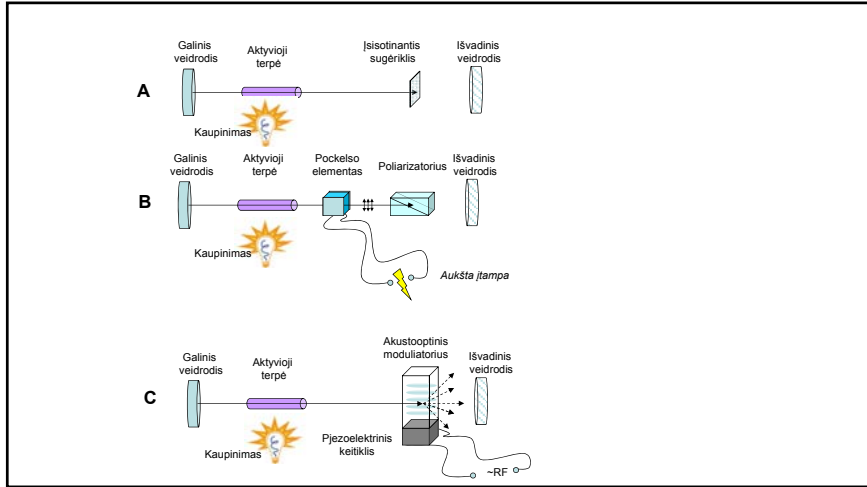 Galinis
veidrodis
Aktyvioji
terpė
Įsisotinantis
sugėriklis
Išvadinis
veidrodis
A
Kaupinimas
Galinis
veidrodis
Aktyvioji
terpė
Pockelso
elementas
Poliarizatorius
Išvadinis
veidrodis
B
Kaupinimas
Aukšta įtampa
Galinis
veidrodis
Aktyvioji
terpė
Akustooptinis
moduliatorius
Išvadinis
veidrodis
C
Kaupinimas
Pjezoelektrinis
keitiklis
~RF